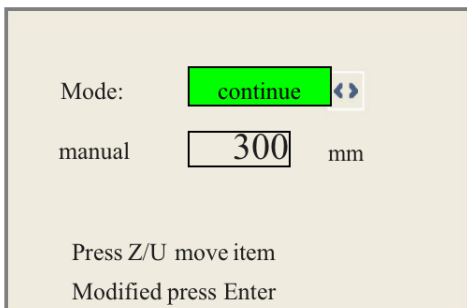 Mode: continue
manual 300 mm
Press Z/U move item
Modified press Enter